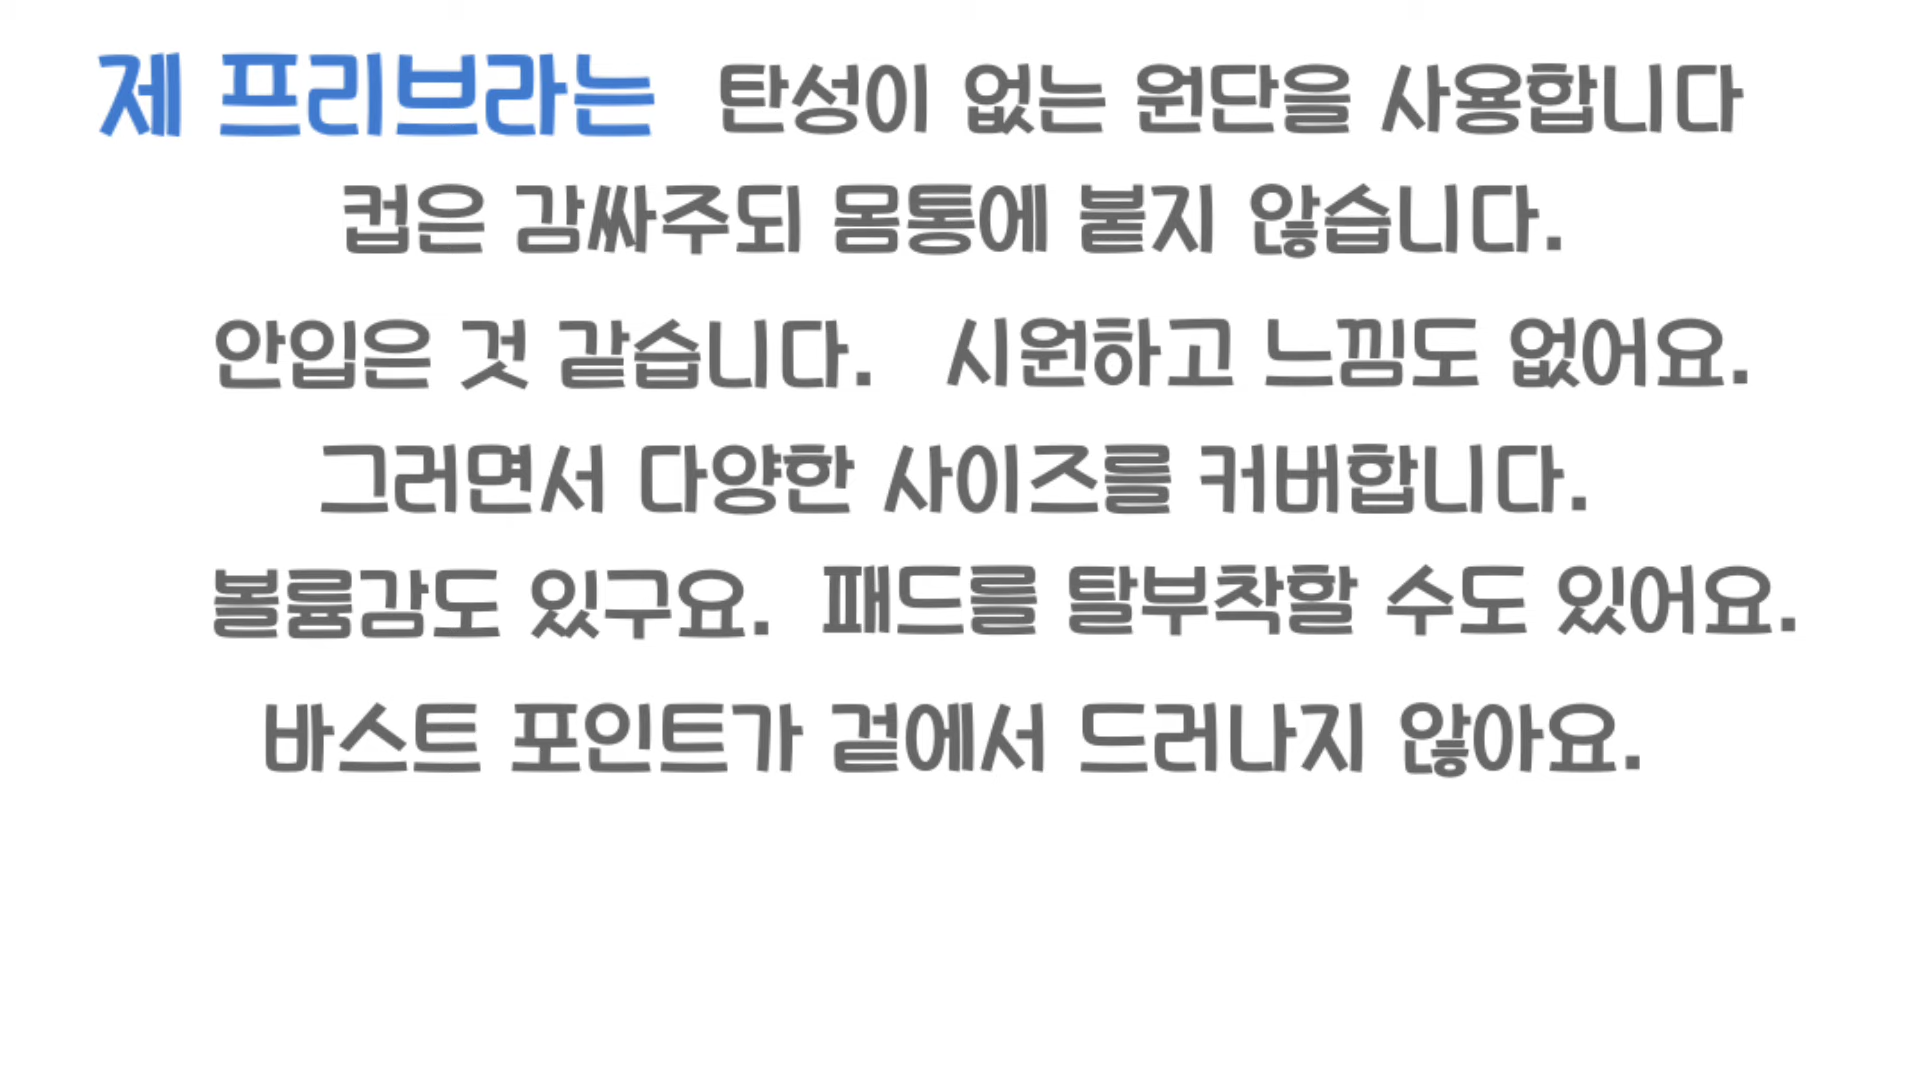 제 프리브라는 탄성이 없는 원단을 사용합니다
컵은 감싸주되 몸통에 붙지 않습니다.
안입은 것 같습니다. 시원하고 느낌도 없어요.
그러면서 다양한 사이즈를 커버합니다.
볼륨감도 있구요. 패드를 탈부착할 수도 있어요.
바스트 포인트가 겉에서 드러나지 않아요.